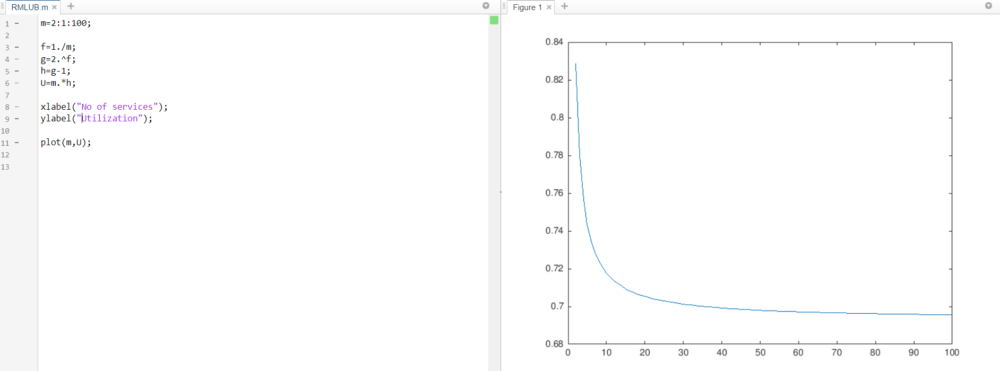 RMLUB.m × +
1 – m=2:1:100;
2
3 – f=1./m;
4 – g=2.^f;
5 – h=g-1;
6 – U=m.*h;
7
8 – xlabel("No of services");
9 – ylabel("Utilization");
10
11 – plot(m,U);
12
13
Figure 1 × +
0.84
0.82
0.8
0.78
0.76
0.74
0.72
0.7
0.68
0 10 20 30 40 50 60 70 80 90 100